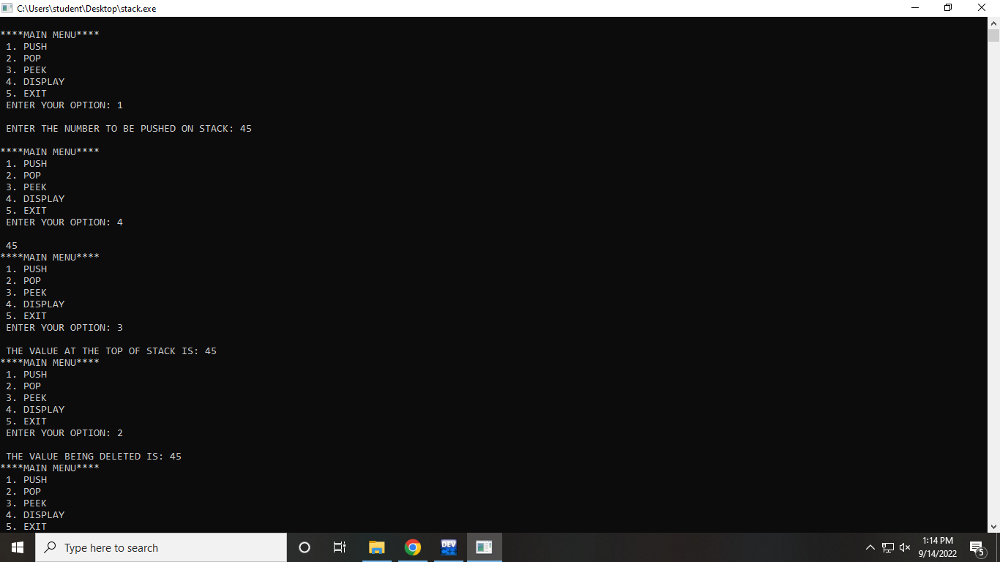 C:\Users\student\Desktop\stack.exe
****MAIN MENU****
1. PUSH
2. POP
3. PEEK
4. DISPLAY
5. EXIT
ENTER YOUR OPTION: 1
ENTER THE NUMBER TO BE PUSHED ON STACK: 45
****MAIN MENU****
1. PUSH
2. POP
3. PEEK
4. DISPLAY
5. EXIT
ENTER YOUR OPTION: 4
45
****MAIN MENU****
1. PUSH
2. POP
3. PEEK
4. DISPLAY
5. EXIT
ENTER YOUR OPTION: 3
THE VALUE AT THE TOP OF STACK IS: 45
****MAIN MENU****
1. PUSH
2. POP
3. PEEK
4. DISPLAY
5. EXIT
ENTER YOUR OPTION: 2
THE VALUE BEING DELETED IS: 45
****MAIN MENU****
1. PUSH
2. POP
3. PEEK
4. DISPLAY
5. EXIT
Type here to search
DEV
C++
1:14 PM
9/14/2022
5